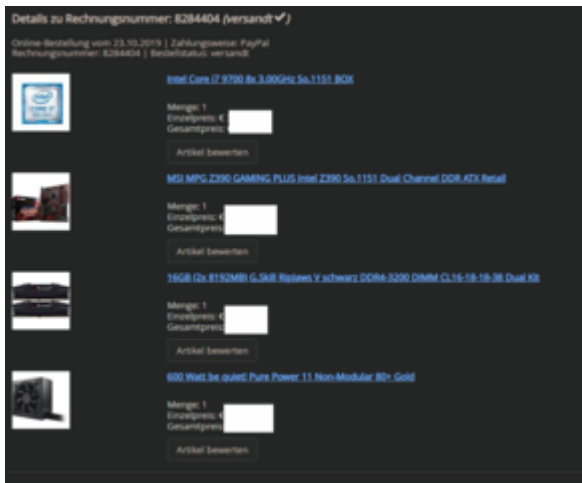 Details zu Rechnungsnummer: 8284404 (versandt✔)
Online-Bestellung vom 23.10.2019 | Zahlungsweise: PayPal
Rechnungsnummer: 8284404 | Bestellstatus: versandt
Intel Core i7 9700 8x 3.00GHz So.1151 BOX
Menge: 1
Einzelpreis: €
Gesamtpreis:
Artikel bewerten
MSI MPG Z390 GAMING PLUS Intel Z390 So.1151 Dual Channel DDR ATX Retail
Menge: 1
Einzelpreis: €
Gesamtpreis
Artikel bewerten
16GB (2x 8192MB) G.Skill RipJaws V schwarz DDR4-3200 DIMM CL16-18-18-38 Dual Kit
Menge: 1
Einzelpreis: €
Gesamtpreis
Artikel bewerten
600 Watt be quiet! Pure Power 11 Non-Modular 80+ Gold
Menge: 1
Einzelpreis: €
Gesamtpreis
Artikel bewerten